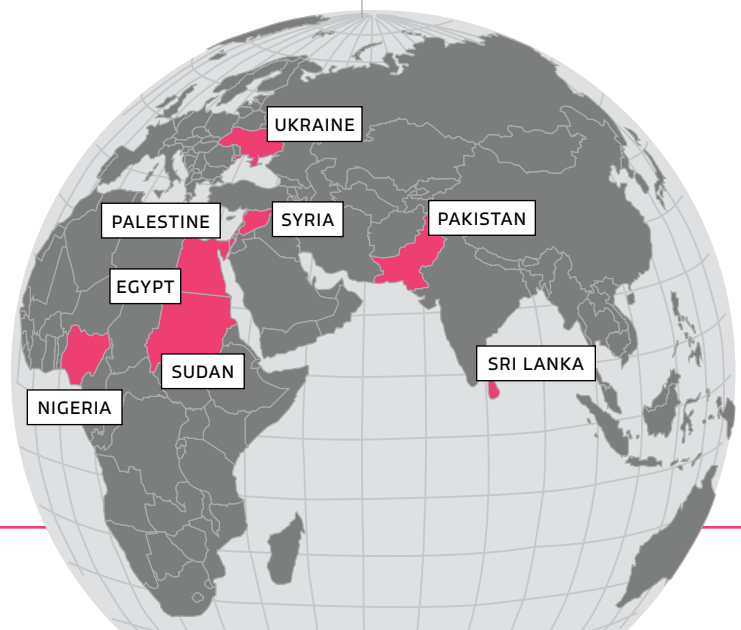 UKRAINE
PALESTINE
SYRIA
PAKISTAN
EGYPT
SRI LANKA
SUDAN
NIGERIA